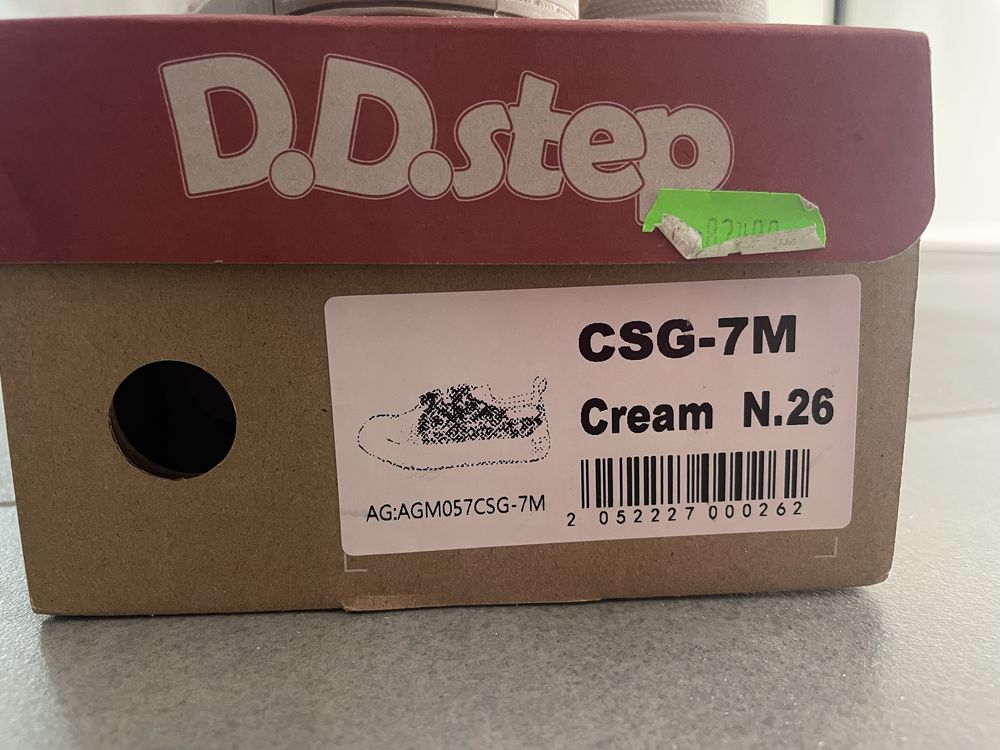 D.D.step
CSG-7M
Cream N.26
AG:AGM057CSG-7M
2 052227 000262